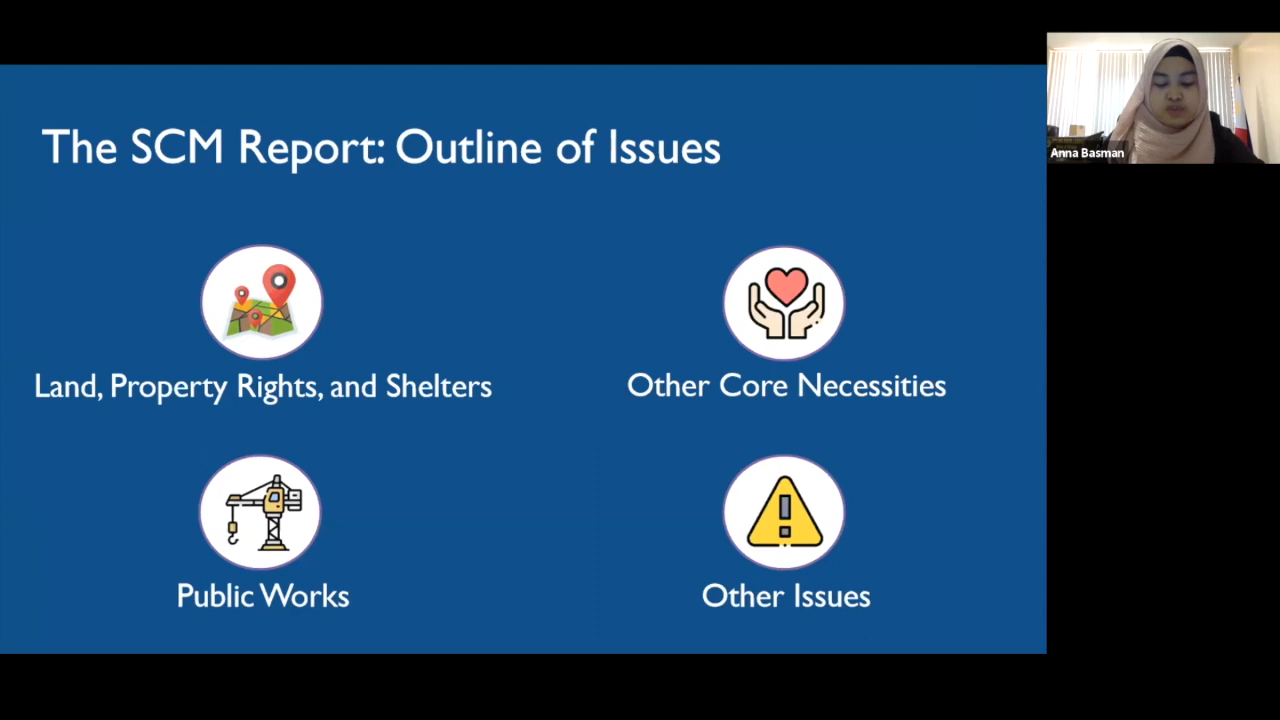 The SCM Report: Outline of Issues
Anna Basman
Land, Property Rights, and Shelters
Other Core Necessities
Public Works
Other Issues